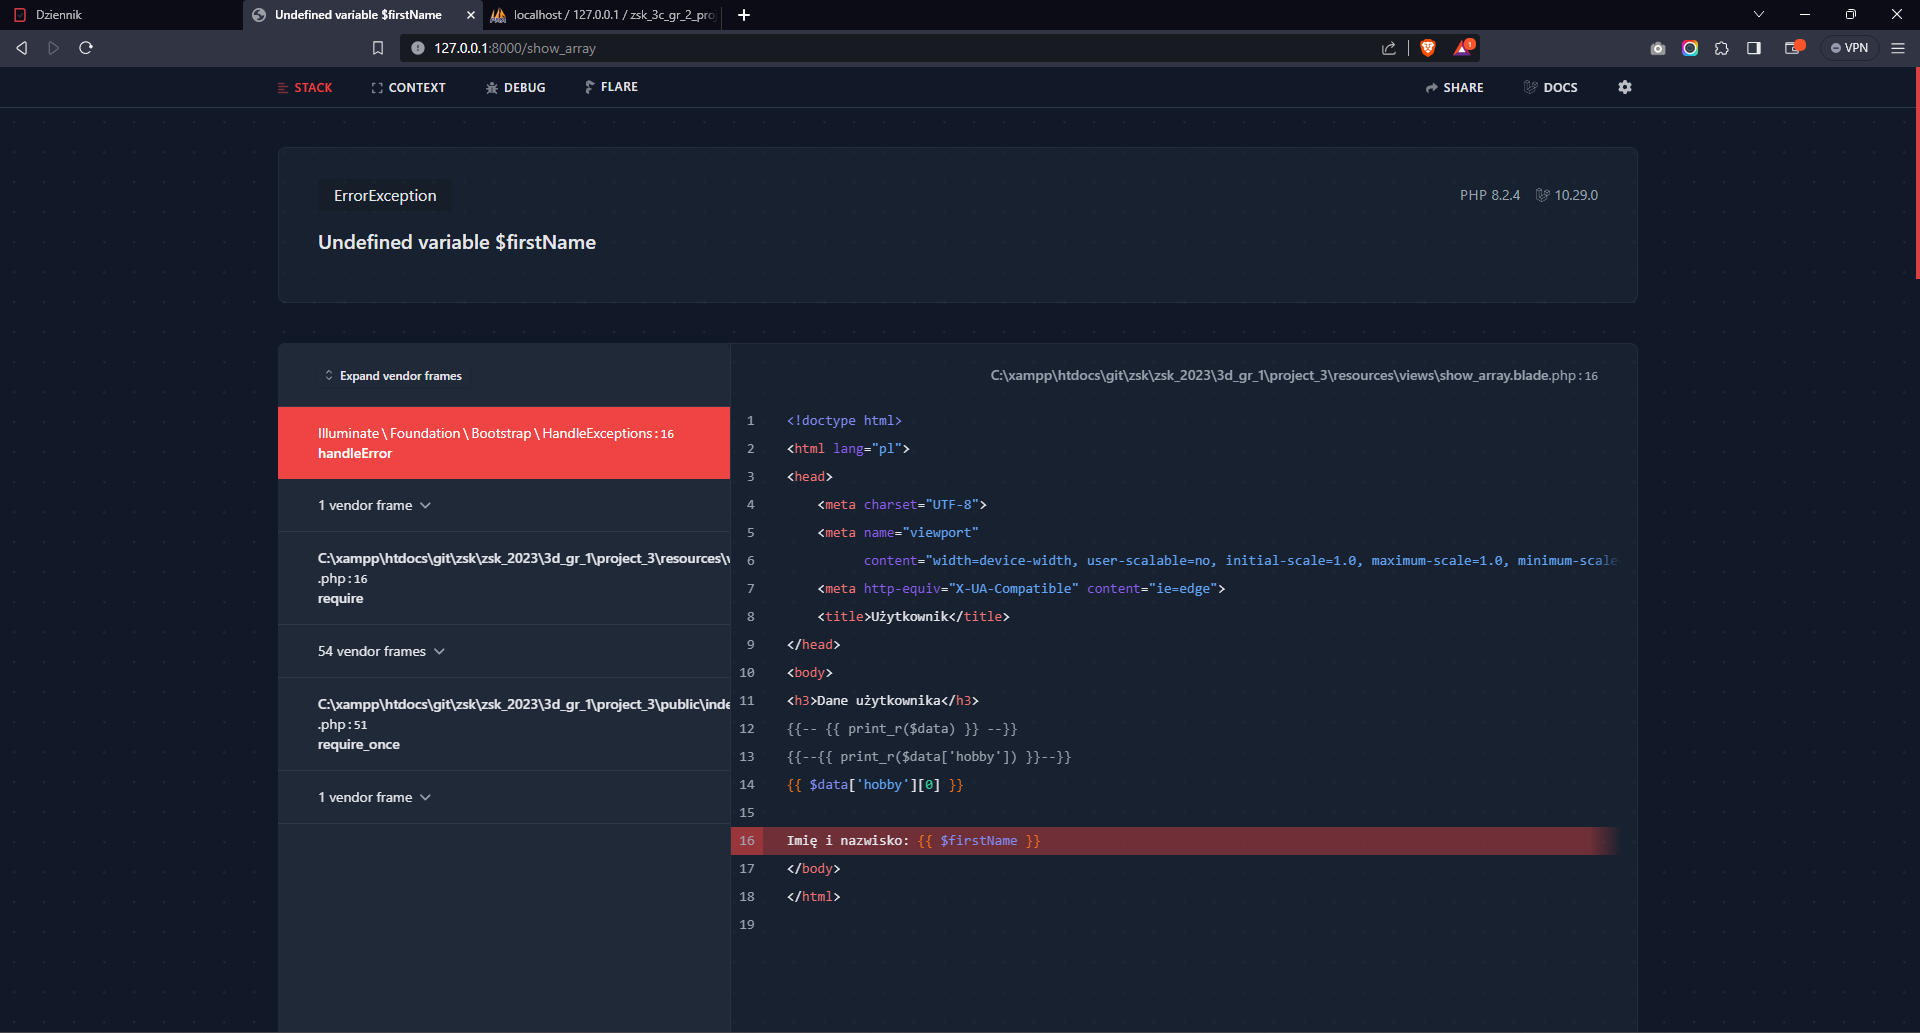 Dziennik
Undefined variable $firstName
localhost / 127.0.0.1 / zsk_3c_gr_2_pro
127.0.0.1:8000/show_array
1
VPN
STACK
CONTEXT
DEBUG
FLARE
SHARE
DOCS
ErrorException
PHP 8.2.4
10.29.0
Undefined variable $firstName
Expand vendor frames
Illuminate\Foundation\Bootstrap\HandleExceptions:16
handleError
1 vendor frame
C:\xampp\htdocs\git\zsk\zsk_2023\3d_gr_1\project_3\resources\
.php:16
require
54 vendor frames
C:\xampp\htdocs\git\zsk\zsk_2023\3d_gr_1\project_3\public\inde
.php:51
require_once
1 vendor frame
C:\xampp\htdocs\git\zsk\zsk_2023\3d_gr_1\project_3\resources\views\show_array.blade.php:16
1 <!doctype html>
2 <html lang="pl">
3 <head>
4     <meta charset="UTF-8">
5     <meta name="viewport"
6           content="width=device-width, user-scalable=no, initial-scale=1.0, maximum-scale=1.0, minimum-scale
7     <meta http-equiv="X-UA-Compatible" content="ie=edge">
8     <title>Użytkownik</title>
9 </head>
10 <body>
11 <h3>Dane użytkownika</h3>
12 {{-- {{ print_r($data) }} --}}
13 {{--{{ print_r($data['hobby']) }}--}}
14 {{ $data['hobby'][0] }}
15
16 Imię i nazwisko: {{ $firstName }}
17 </body>
18 </html>
19